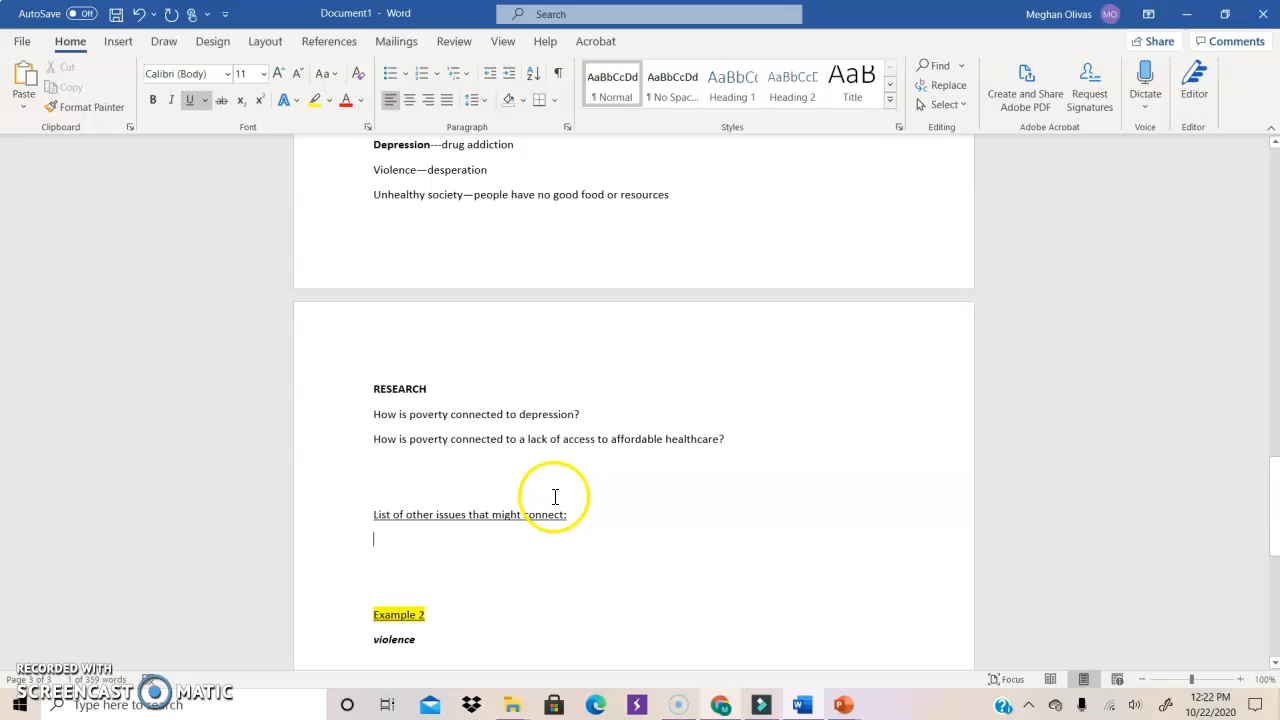 AutoSave Off
Document1 - Word
Search
Meghan Olivas MO
File Home Insert Draw Design Layout References Mailings Review View Help Acrobat
Share Comments
Paste
Cut
Copy
Format Painter
Clipboard
Calibri (Body) 11
Font
Paragraph
AaBbCcDd AaBbCcDd AaBbCc AaBbCcD AaB
¶ Normal ¶ No Spac... Heading 1 Heading 2 Title
Styles
Find
Replace
Select
Editing
Create and Share Adobe PDF
Request Signatures
Adobe Acrobat
Dictate
Voice
Editor
Editor
Depression---drug addiction
Violence—desperation
Unhealthy society—people have no good food or resources
RESEARCH
How is poverty connected to depression?
How is poverty connected to a lack of access to affordable healthcare?
List of other issues that might connect:
Example 2
violence
Page 3 of 3 1 of 359 words
Focus
100%
RECORDED WITH
SCREENCAST MATIC
Type here to search
12:22 PM
10/22/2020